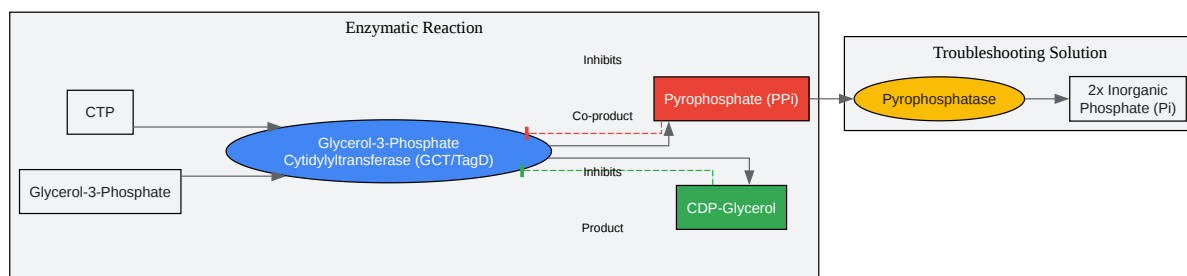 Enzymatic Reaction
Troubleshooting Solution
Inhibits
CTP
Pyrophosphate (PPi)
Pyrophosphatase
2x Inorganic
Phosphate (Pi)
Co-product
Glycerol-3-Phosphate
Cytidylyltransferase (GCT/TagD)
Glycerol-3-Phosphate
Inhibits
CDP-Glycerol
Product